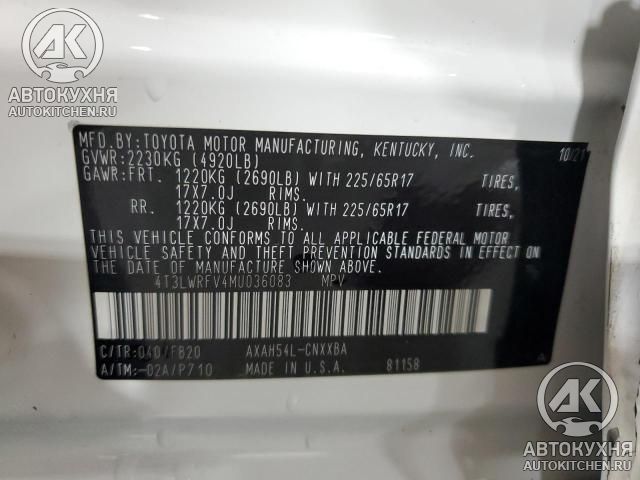 AK
АВТОКУХНЯ
AUTOKITCHEN.RU
MFD.BY:TOYOTA MOTOR MANUFACTURING, KENTUCKY, INC. 10/21
GVWR:2230KG (4920LB)
GAWR:FRT. 1220KG (2690LB) WITH 225/65R17 TIRES,
17X7.0J RIMS.
RR. 1220KG (2690LB) WITH 225/65R17 TIRES,
17X7.0J RIMS.
THIS VEHICLE CONFORMS TO ALL APPLICABLE FEDERAL MOTOR
VEHICLE SAFETY AND THEFT PREVENTION STANDARDS IN EFFECT
ON THE DATE OF MANUFACTURE SHOWN ABOVE.
4T3LWRFV4MU036083 MPV
C/TR:040/FB20 AXAH54L-CNXXBA
A/TM:-02A/P710 MADE IN U.S.A. 81158
AK
АВТОКУХНЯ
AUTOKITCHEN.RU